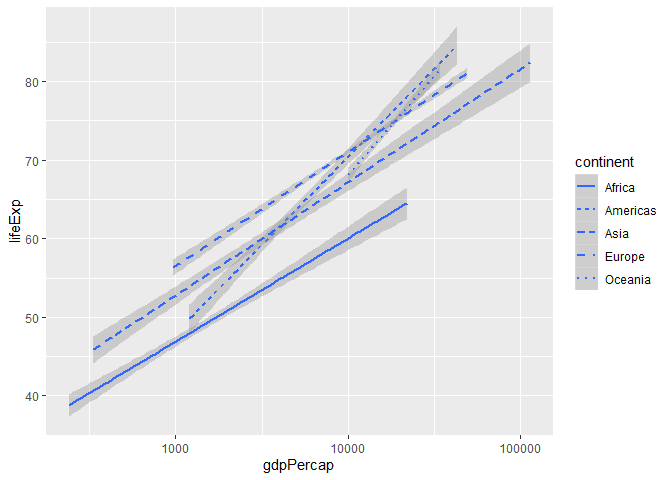 80
70
60
50
40
lifeExp
1000
10000
100000
gdpPercap
continent
Africa
Americas
Asia
Europe
Oceania